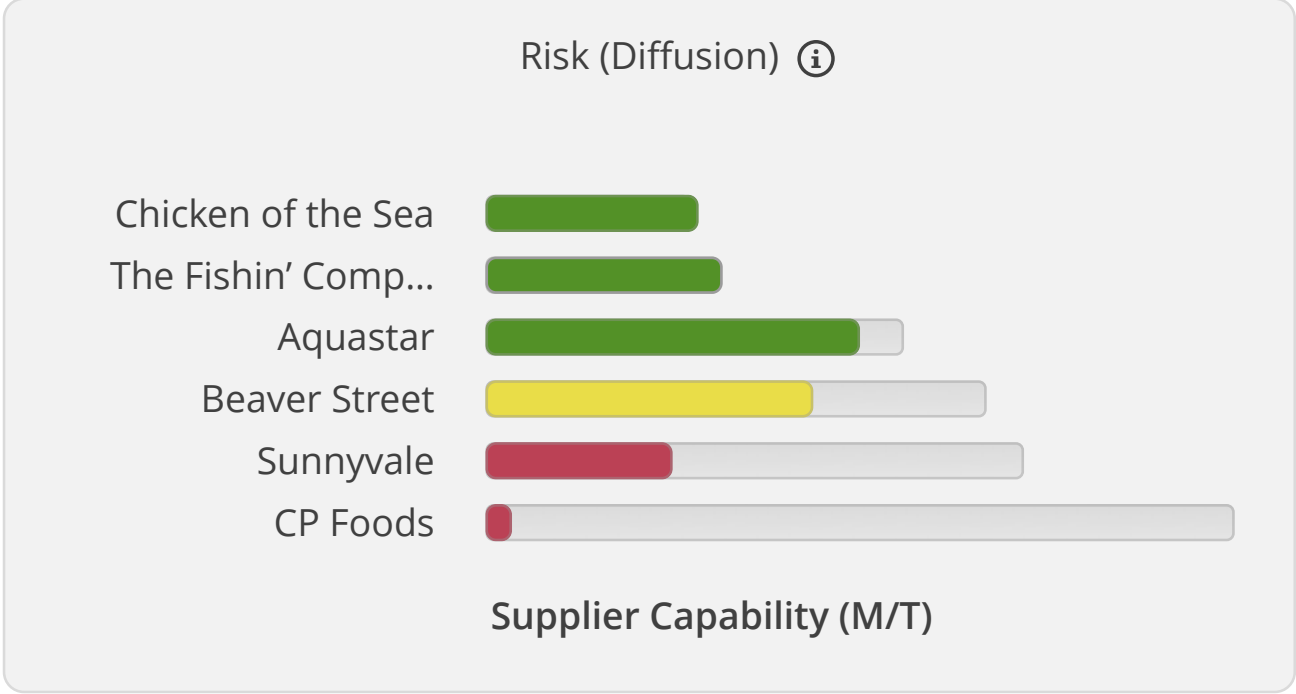 Risk (Diffusion)
Chicken of the Sea
The Fishin’ Comp...
Aquastar
Beaver Street
Sunnyvale
CP Foods
Supplier Capability (M/T)